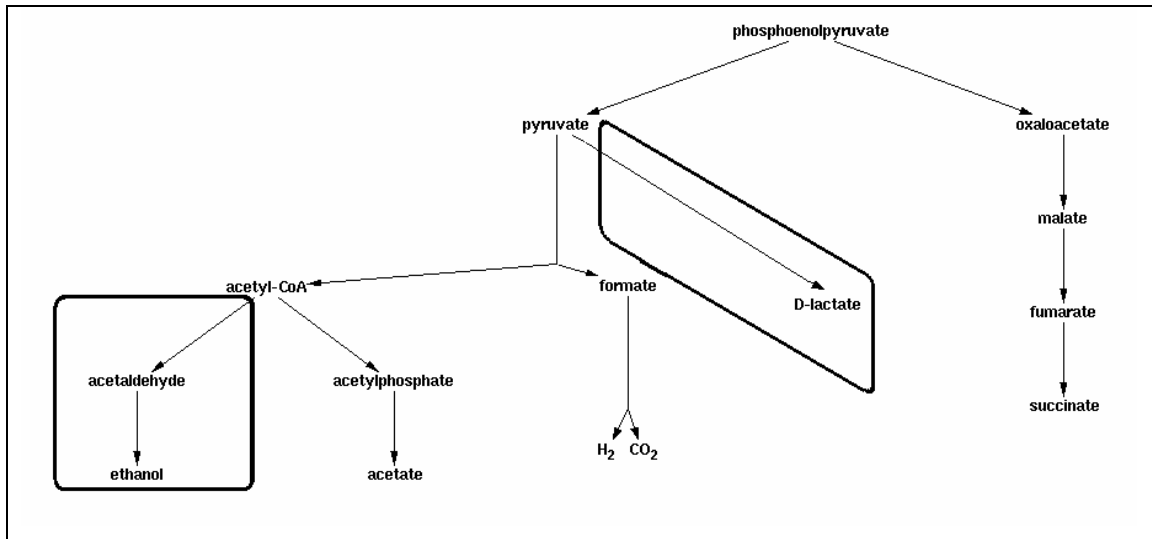 phosphoenolpyruvate
pyruvate
oxaloacetate
malate
acetyl-CoA
formate
D-lactate
fumarate
acetaldehyde
acetylphosphate
succinate
H2 CO2
ethanol
acetate